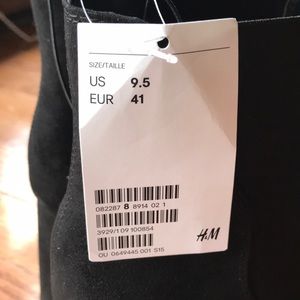 SIZE/TAILLE
US 9.5
EUR 41
082287 8 8914 02 1
3929/1 09 100854
OU 0649445 001 S15
H&M